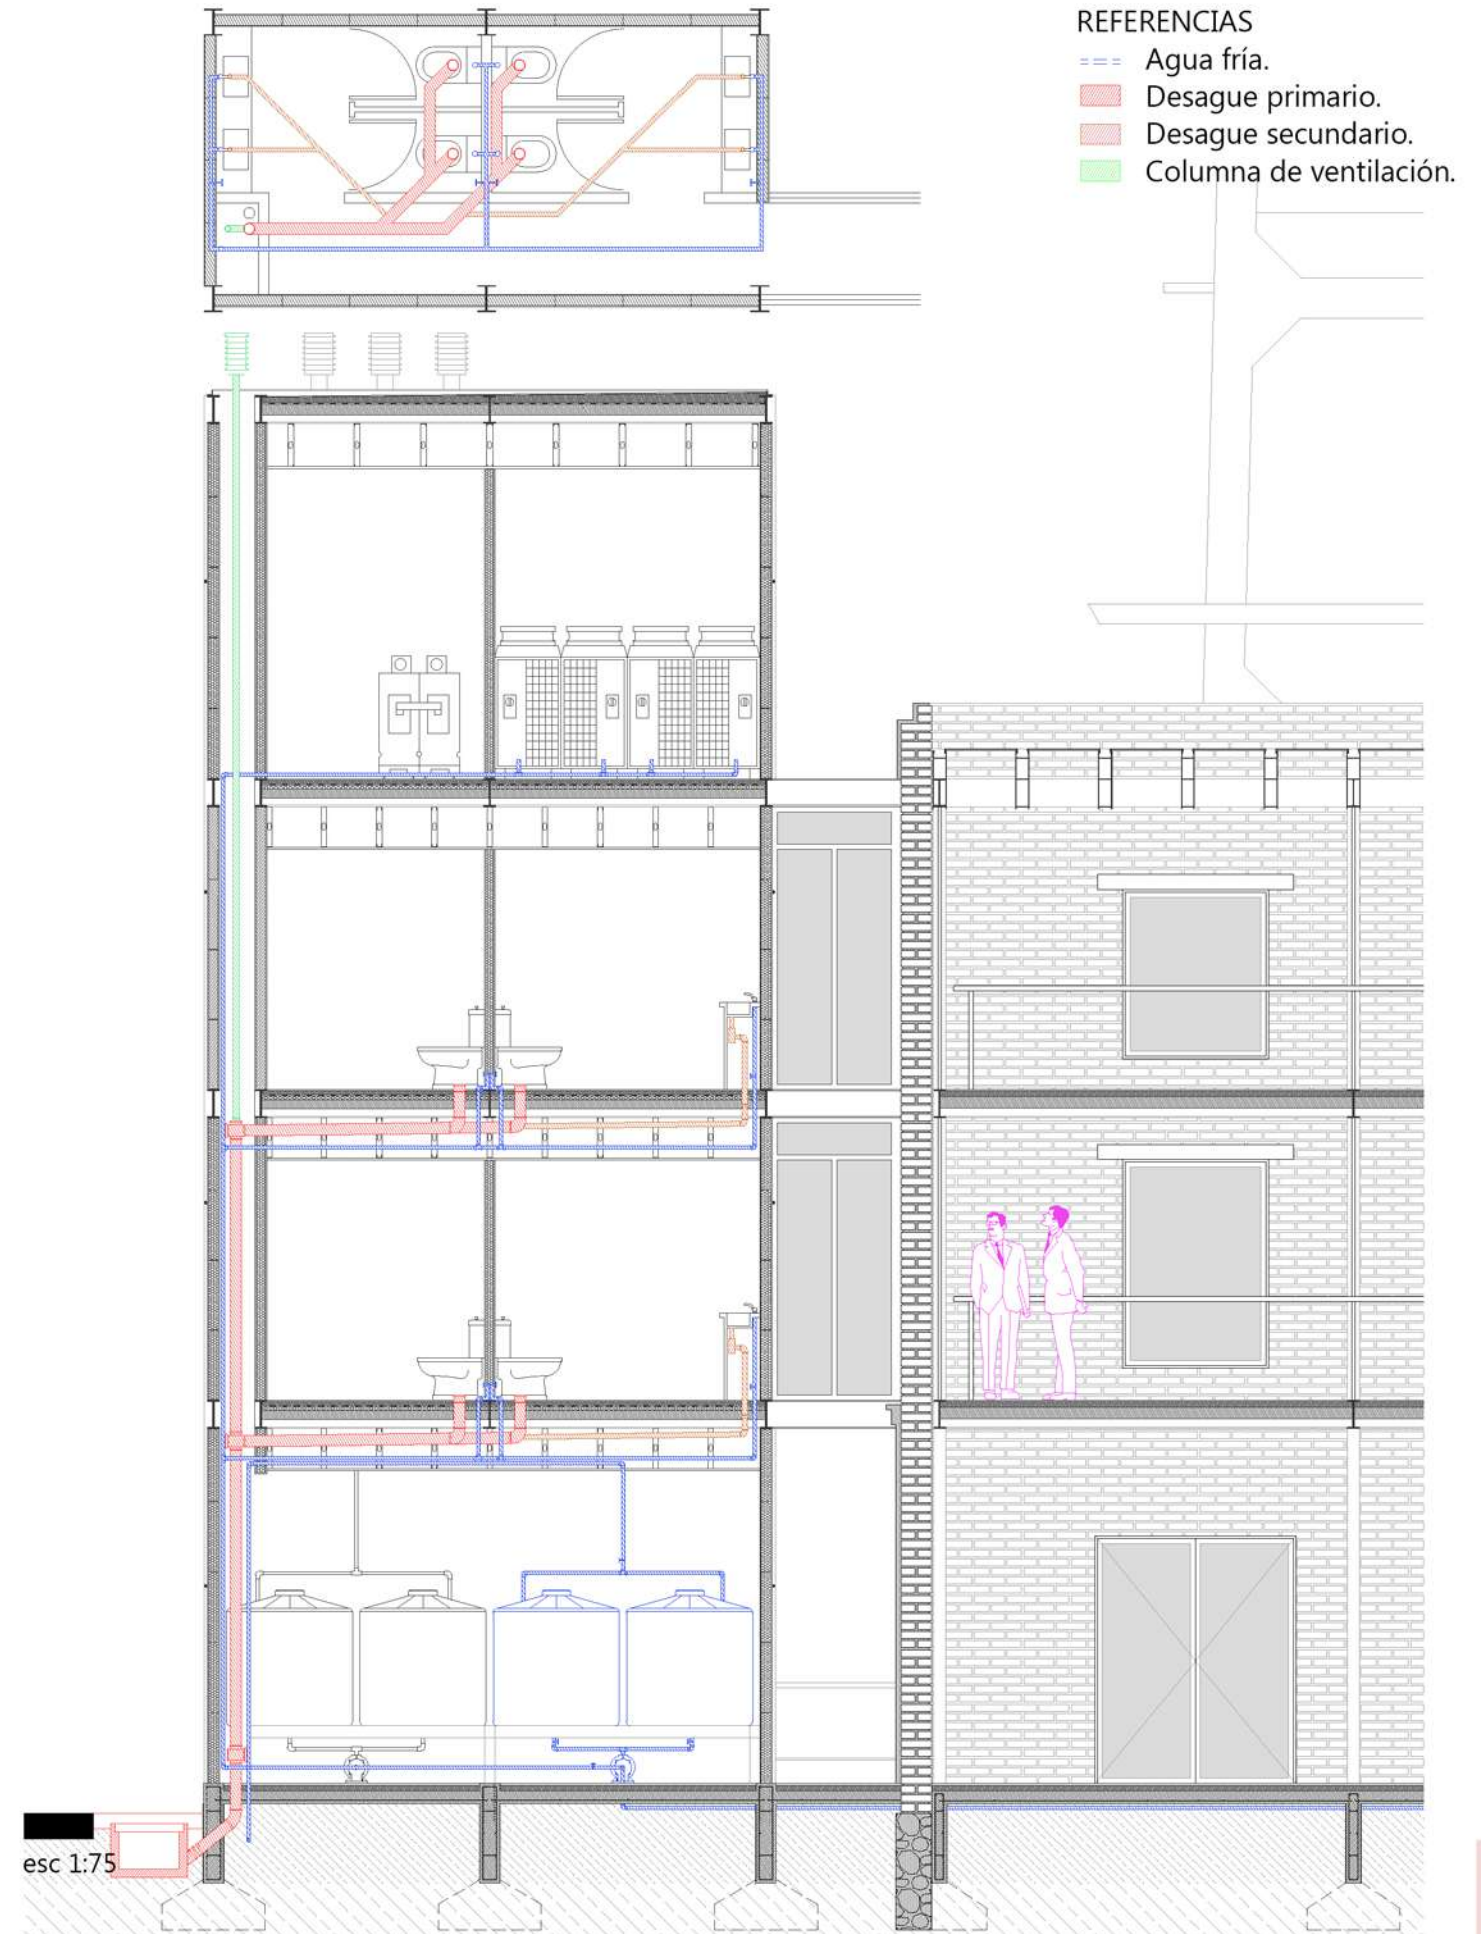 REFERENCIAS
Agua fría.
Desague primario.
Desague secundario.
Columna de ventilación.
esc 1:75